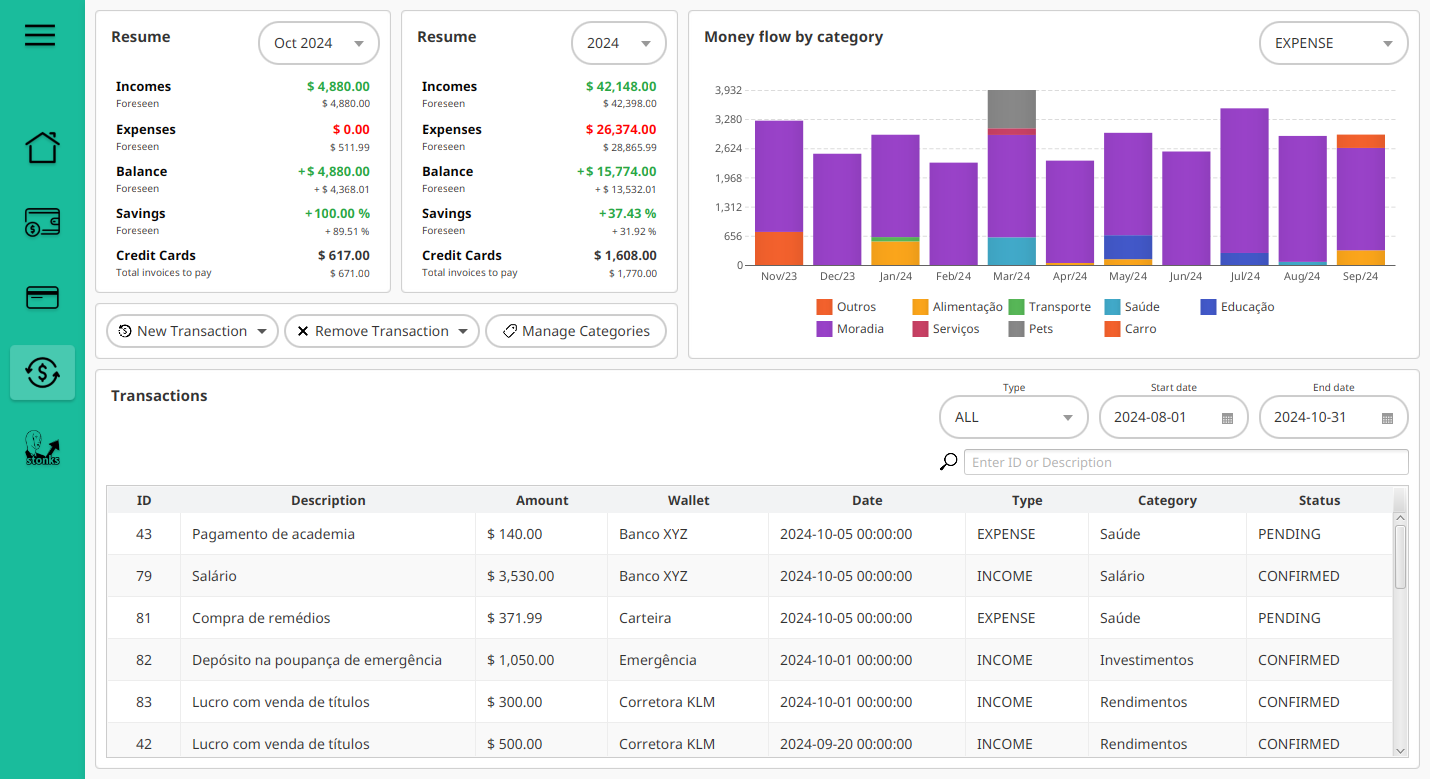 Resume
Oct 2024
Incomes $ 4,880.00
Foreseen $ 4,880.00
Expenses $ 0.00
Foreseen $ 511.99
Balance +$ 4,880.00
Foreseen + $ 4,368.01
Savings +100.00 %
Foreseen + 89.51 %
Credit Cards $ 617.00
Total invoices to pay $ 671.00
Resume
2024
Incomes $ 42,148.00
Foreseen $ 42,398.00
Expenses $ 26,374.00
Foreseen $ 28,865.99
Balance +$ 15,774.00
Foreseen + $ 13,532.01
Savings +37.43 %
Foreseen + 31.92 %
Credit Cards $ 1,608.00
Total invoices to pay $ 1,770.00
New Transaction
Remove Transaction
Manage Categories
Money flow by category
EXPENSE
3,932
3,280
2,624
1,968
1,312
656
0
Nov/23 Dec/23 Jan/24 Feb/24 Mar/24 Apr/24 May/24 Jun/24 Jul/24 Aug/24 Sep/24
Outros Alimentação Transporte Saúde Educação
Moradia Serviços Pets Carro
stonks
Transactions
Type
ALL
Start date
2024-08-01
End date
2024-10-31
Enter ID or Description
ID Description Amount Wallet Date Type Category Status
43 Pagamento de academia $ 140.00 Banco XYZ 2024-10-05 00:00:00 EXPENSE Saúde PENDING
79 Salário $ 3,530.00 Banco XYZ 2024-10-05 00:00:00 INCOME Salário CONFIRMED
81 Compra de remédios $ 371.99 Carteira 2024-10-05 00:00:00 EXPENSE Saúde PENDING
82 Depósito na poupança de emergência $ 1,050.00 Emergência 2024-10-01 00:00:00 INCOME Investimentos CONFIRMED
83 Lucro com venda de títulos $ 300.00 Corretora KLM 2024-10-01 00:00:00 INCOME Rendimentos CONFIRMED
42 Lucro com venda de títulos $ 500.00 Corretora KLM 2024-09-20 00:00:00 INCOME Rendimentos CONFIRMED